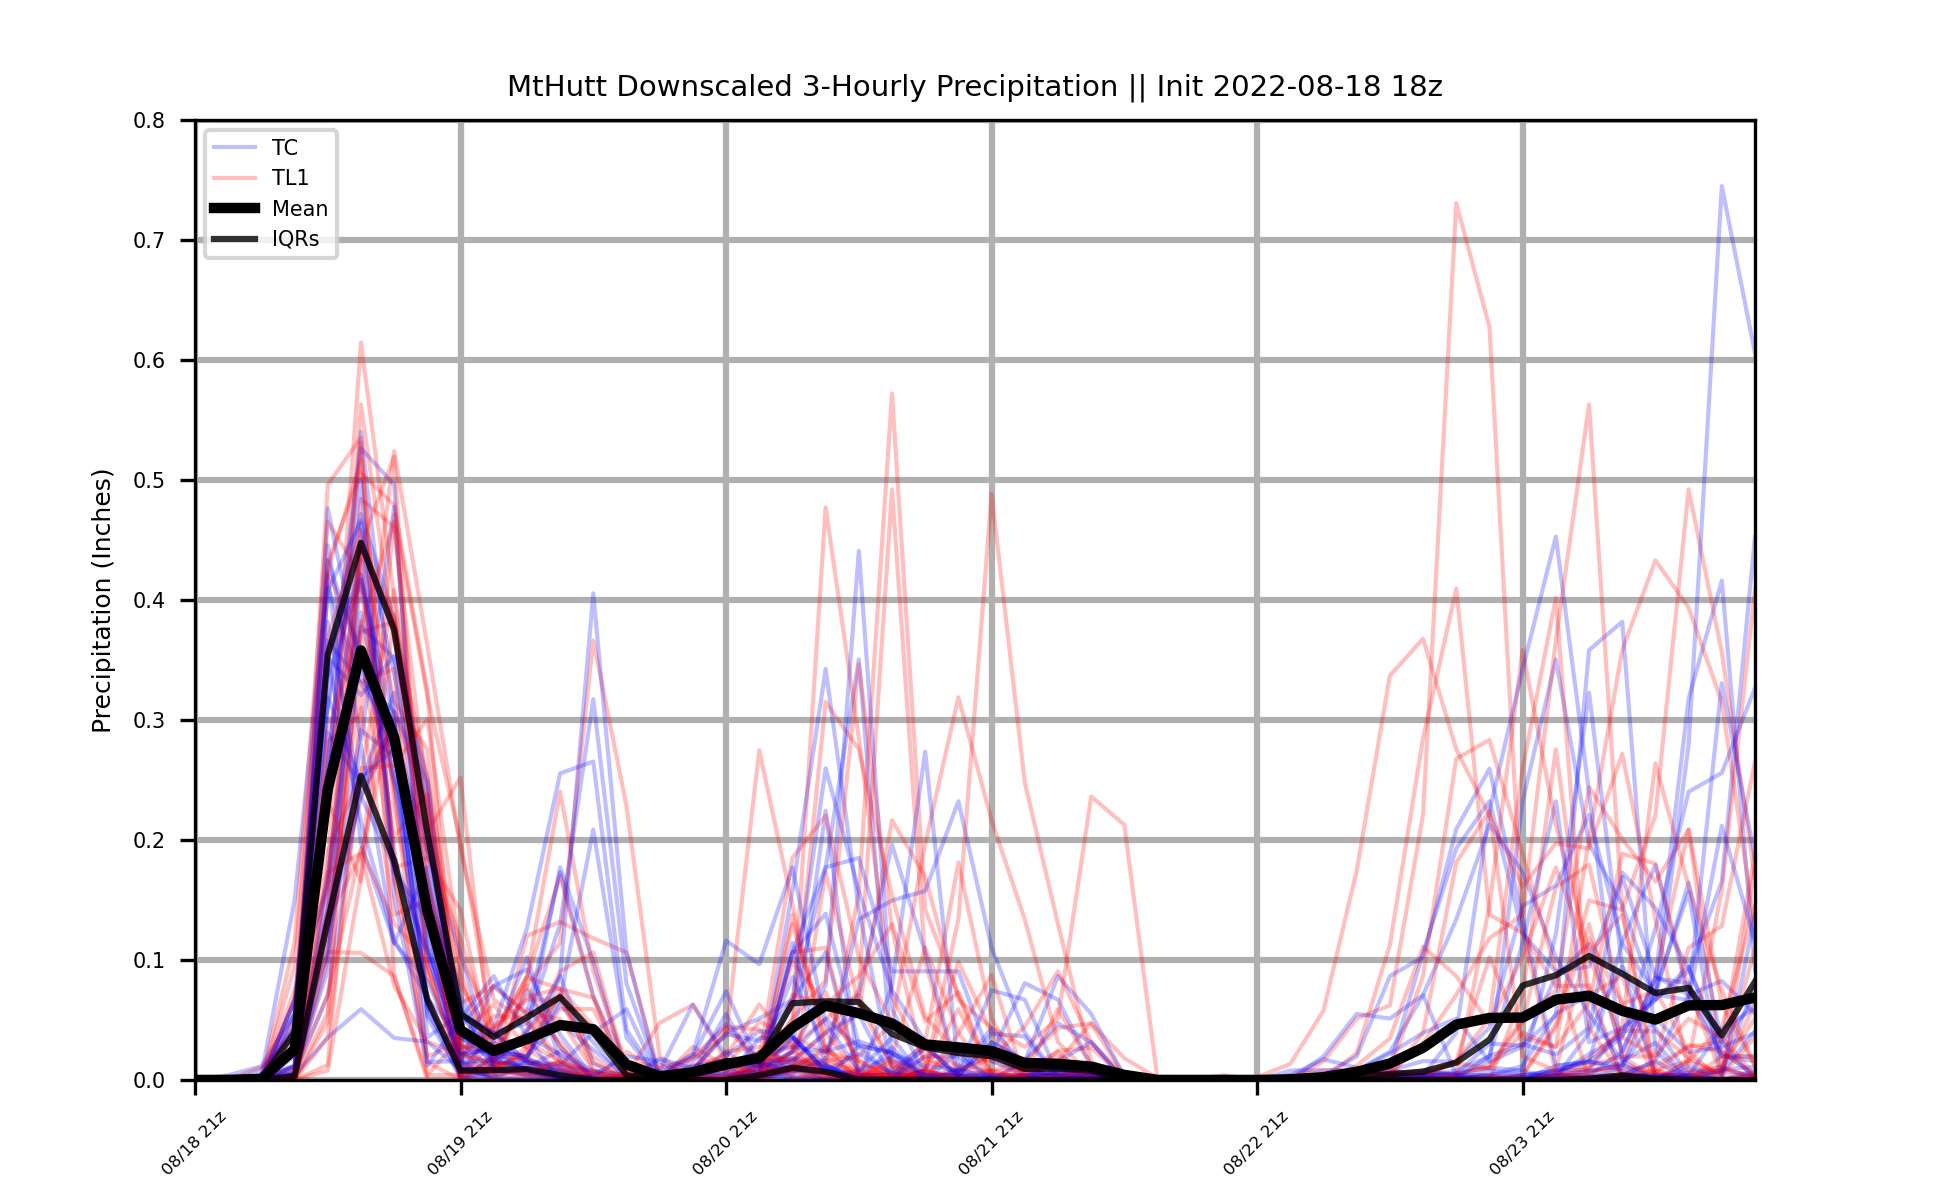 MtHutt Downscaled 3-Hourly Precipitation || Init 2022-08-18 18z
TC
TL1
Mean
IQRs
Precipitation (Inches)
0.8
0.7
0.6
0.5
0.4
0.3
0.2
0.1
0.0
08/18 21z
08/19 21z
08/20 21z
08/21 21z
08/22 21z
08/23 21z